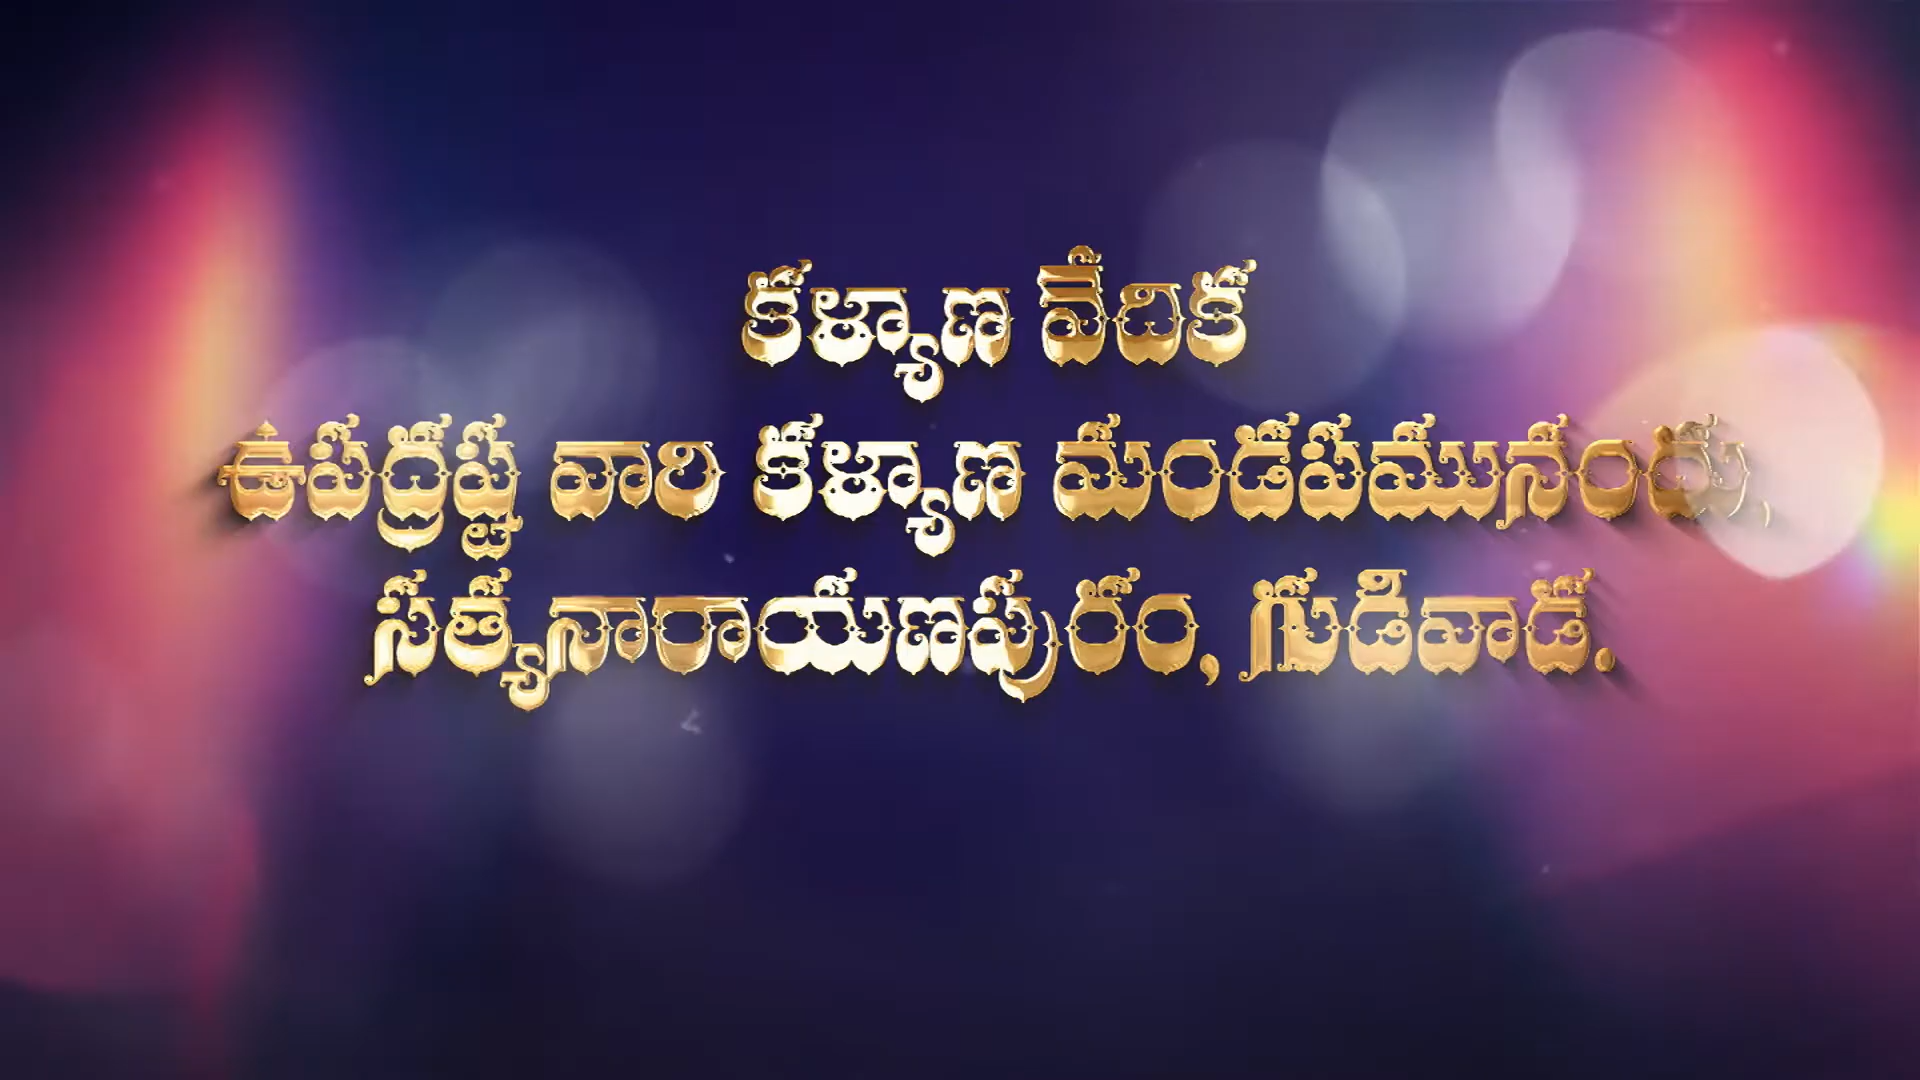 కళ్యాణ వేదిక
ఉపద్రష్ట వారి కళ్యాణ మండపమునందు,
సత్యనారాయణపురం, గుడివాడ.